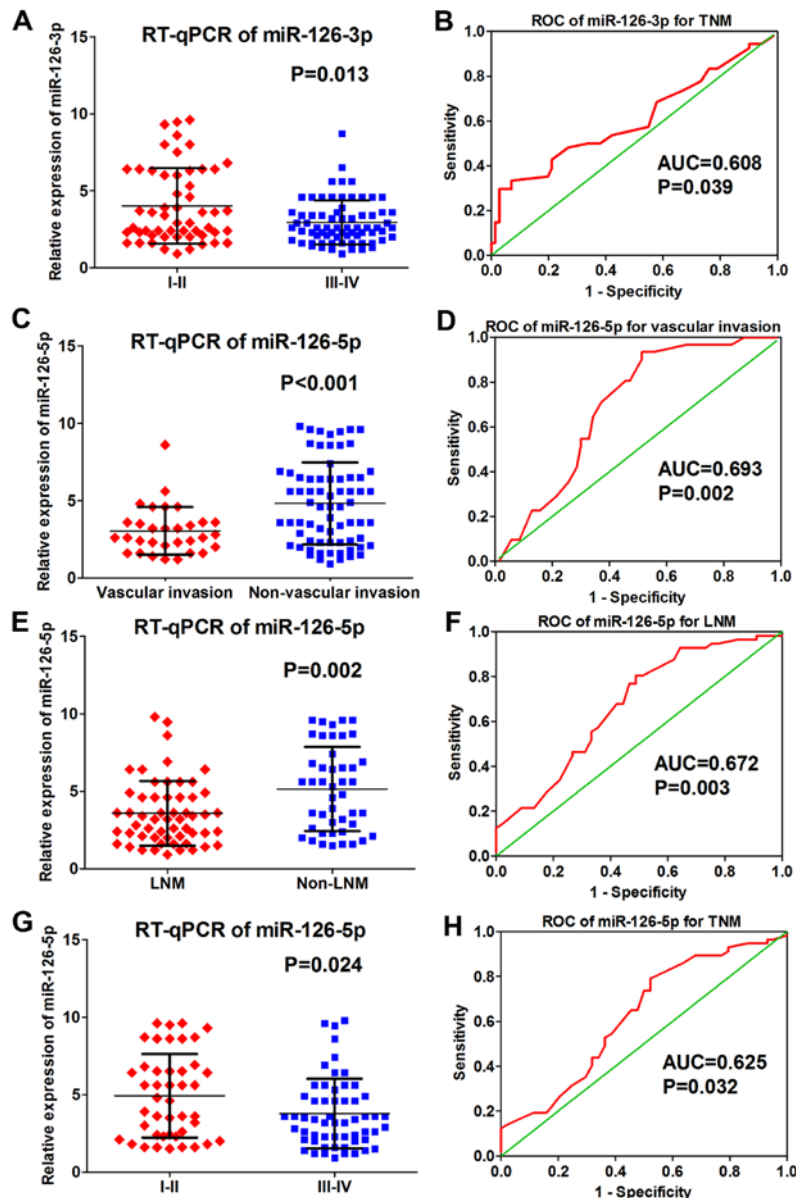 A
RT-qPCR of miR-126-3p
P=0.013
Relative expression of miR-126-3p
15
10
5
0
I-II
III-IV
B
ROC of miR-126-3p for TNM
AUC=0.608
P=0.039
Sensitivity
1.0
0.8
0.6
0.4
0.2
0.0
0.0 0.2 0.4 0.6 0.8 1.0
1 - Specificity
C
RT-qPCR of miR-126-5p
P<0.001
Relative expression of miR-126-5p
15
10
5
0
Vascular invasion
Non-vascular invasion
D
ROC of miR-126-5p for vascular invasion
AUC=0.693
P=0.002
Sensitivity
1.0
0.8
0.6
0.4
0.2
0.0
0.0 0.2 0.4 0.6 0.8 1.0
1 - Specificity
E
RT-qPCR of miR-126-5p
P=0.002
Relative expression of miR-126-5p
15
10
5
0
LNM
Non-LNM
F
ROC of miR-126-5p for LNM
AUC=0.672
P=0.003
Sensitivity
1.0
0.8
0.6
0.4
0.2
0.0
0.0 0.2 0.4 0.6 0.8 1.0
1 - Specificity
G
RT-qPCR of miR-126-5p
P=0.024
Relative expression of miR-126-5p
15
10
5
0
I-II
III-IV
H
ROC of miR-126-5p for TNM
AUC=0.625
P=0.032
Sensitivity
1.0
0.8
0.6
0.4
0.2
0.0
0.0 0.2 0.4 0.6 0.8 1.0
1 - Specificity